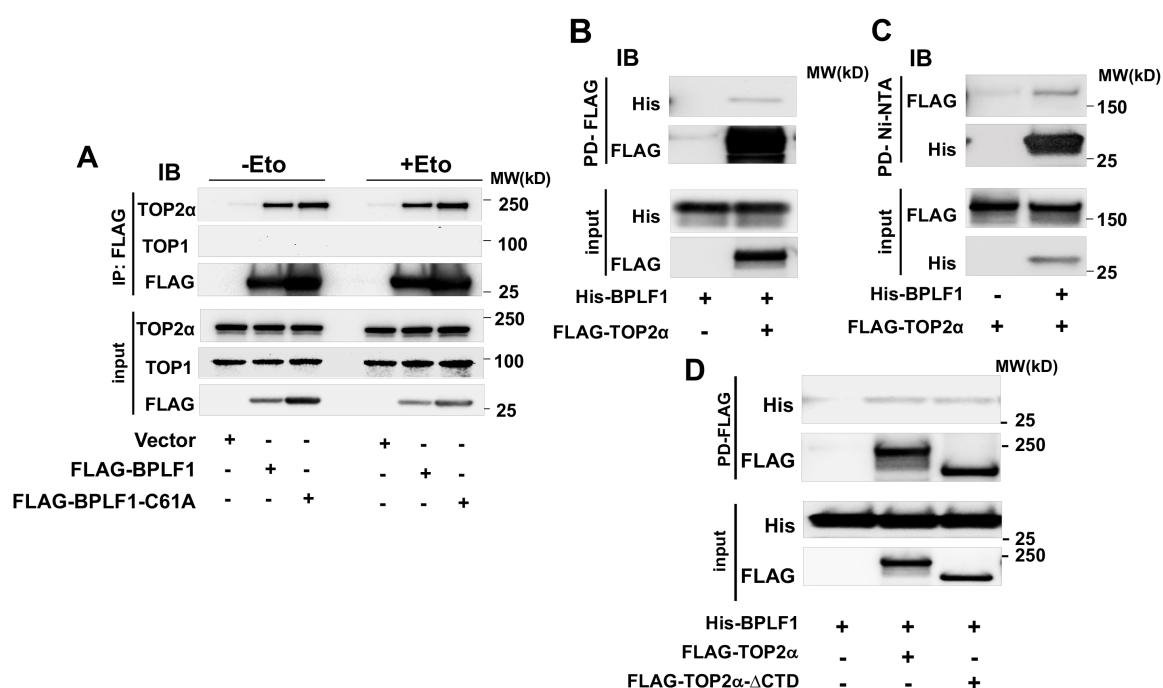 A
IB
-Eto
+Eto
MW(kD)
IP: FLAG
TOP2α
250
TOP1
100
FLAG
25
input
TOP2α
250
TOP1
100
FLAG
25
Vector + - - + - -
FLAG-BPLF1 - + - - + -
FLAG-BPLF1-C61A - - + - - +
B
IB
MW(kD)
PD- FLAG
His
FLAG
input
His
FLAG
His-BPLF1 + +
FLAG-TOP2α - +
C
IB
MW(kD)
PD- Ni-NTA
FLAG
150
His
25
input
FLAG
150
His
25
His-BPLF1 - +
FLAG-TOP2α + +
D
MW(kD)
PD-FLAG
His
25
FLAG
250
input
His
25
FLAG
250
His-BPLF1 + + +
FLAG-TOP2α - + -
FLAG-TOP2α-ΔCTD - - +